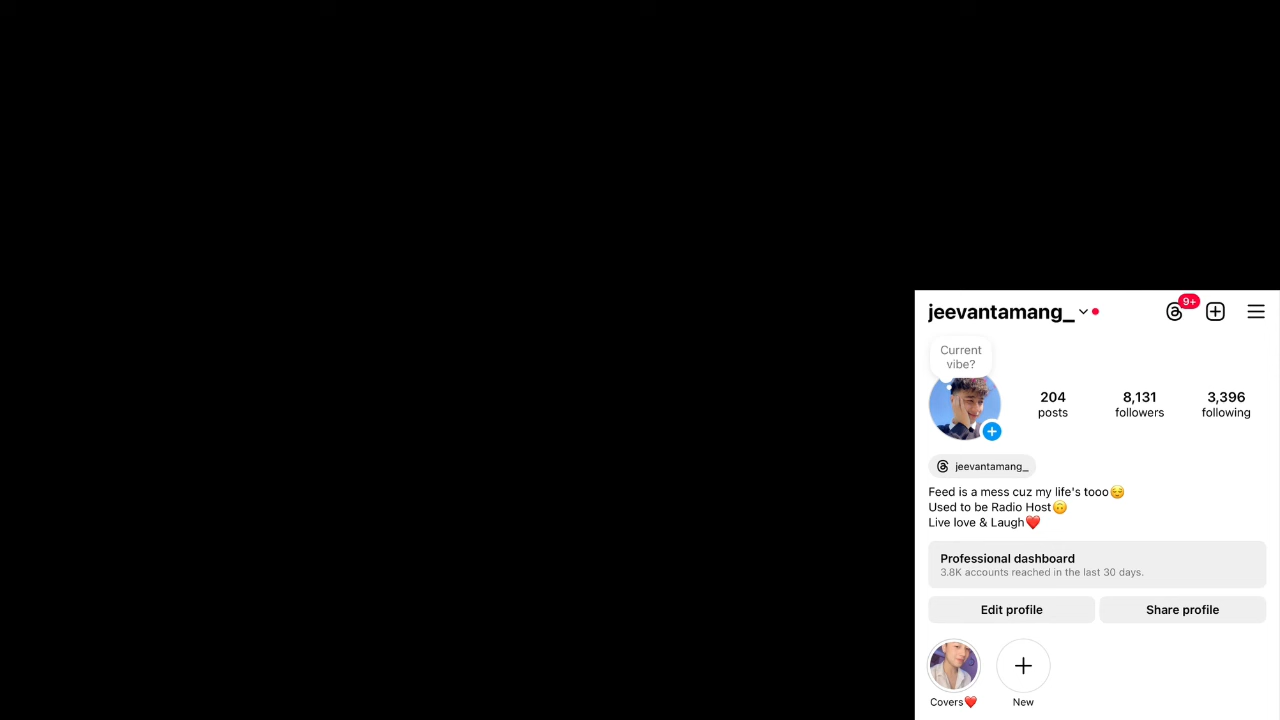 jeevantamang_
9+
Current
vibe?
204
posts
8,131
followers
3,396
following
jeevantamang_
Feed is a mess cuz my life's tooo😌
Used to be Radio Host🙃
Live love & Laugh❤️
Professional dashboard
3.8K accounts reached in the last 30 days.
Edit profile
Share profile
Covers❤️
New